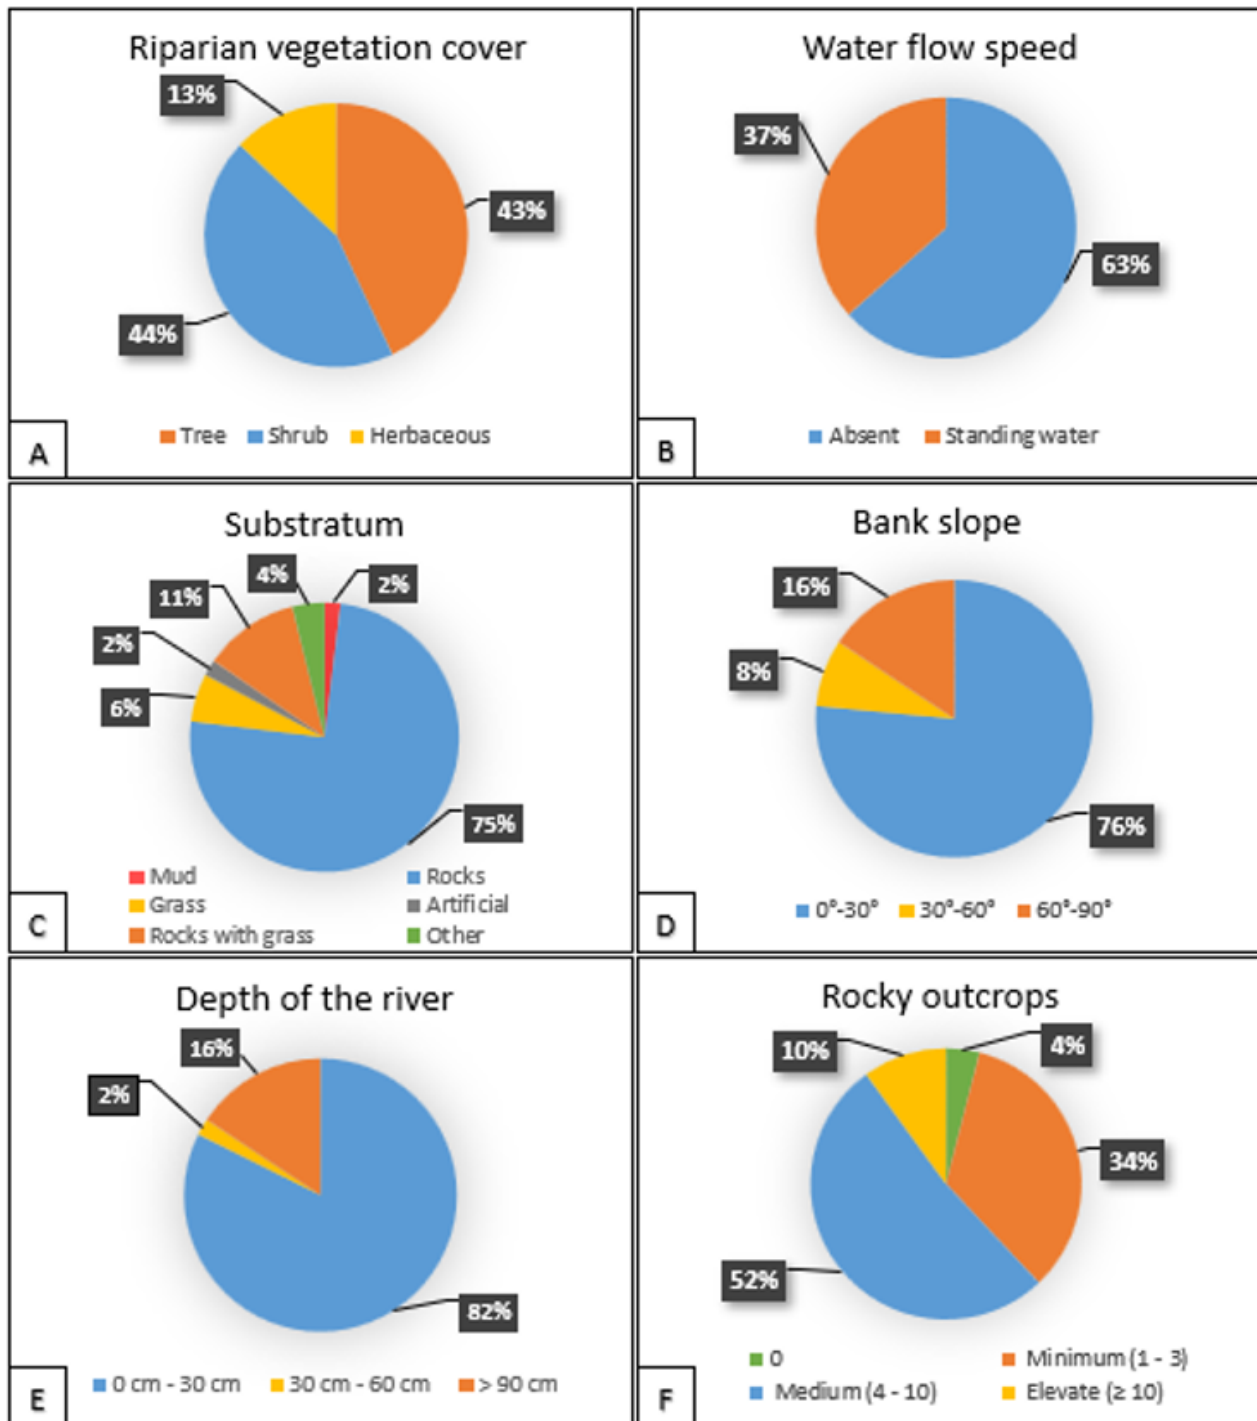 Riparian vegetation cover
13%
43%
44%
Tree Shrub Herbaceous
A
Water flow speed
37%
63%
Absent Standing water
B
Substratum
4%
2%
11%
2%
6%
75%
Mud Rocks
Grass Artificial
Rocks with grass Other
C
Bank slope
16%
8%
76%
0°-30° 30°-60° 60°-90°
D
Depth of the river
16%
2%
82%
0 cm - 30 cm 30 cm - 60 cm > 90 cm
E
Rocky outcrops
10%
4%
34%
52%
0 Minimum (1 - 3)
Medium (4 - 10) Elevate (≥ 10)
F